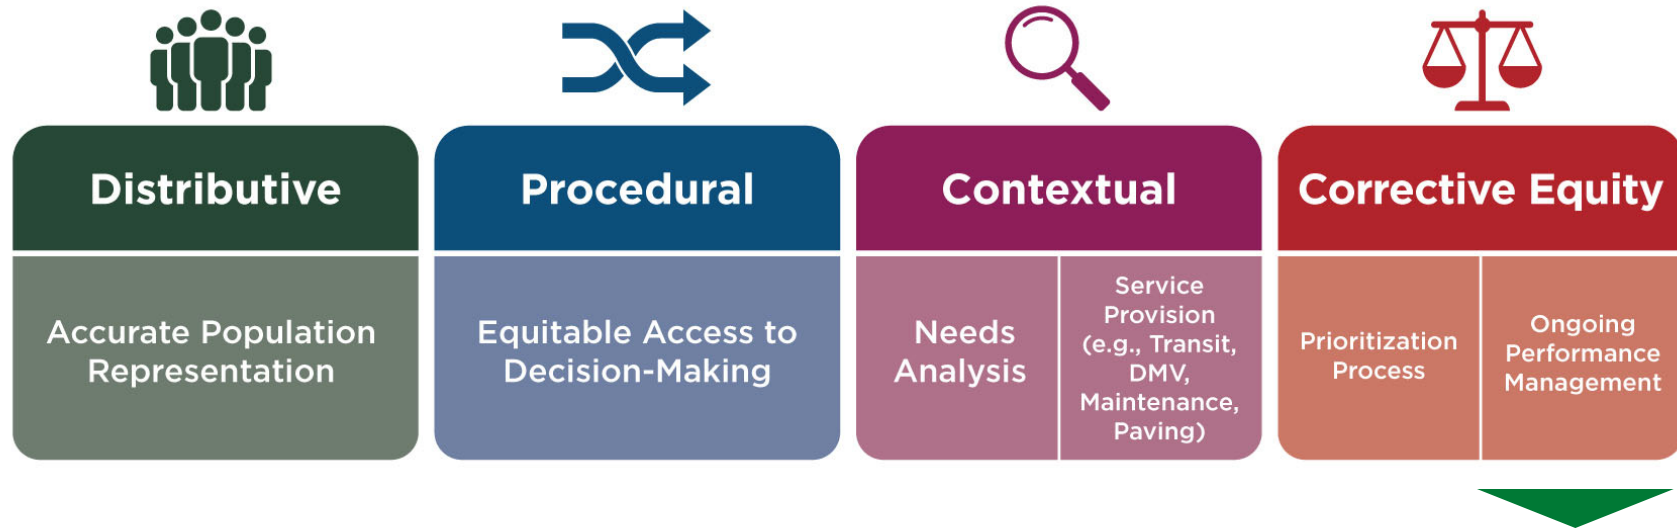 Distributive
Accurate Population
Representation
Procedural
Equitable Access to
Decision-Making
Contextual
Needs
Analysis
Service
Provision
(e.g., Transit,
DMV,
Maintenance,
Paving)
Corrective Equity
Prioritization
Process
Ongoing
Performance
Management